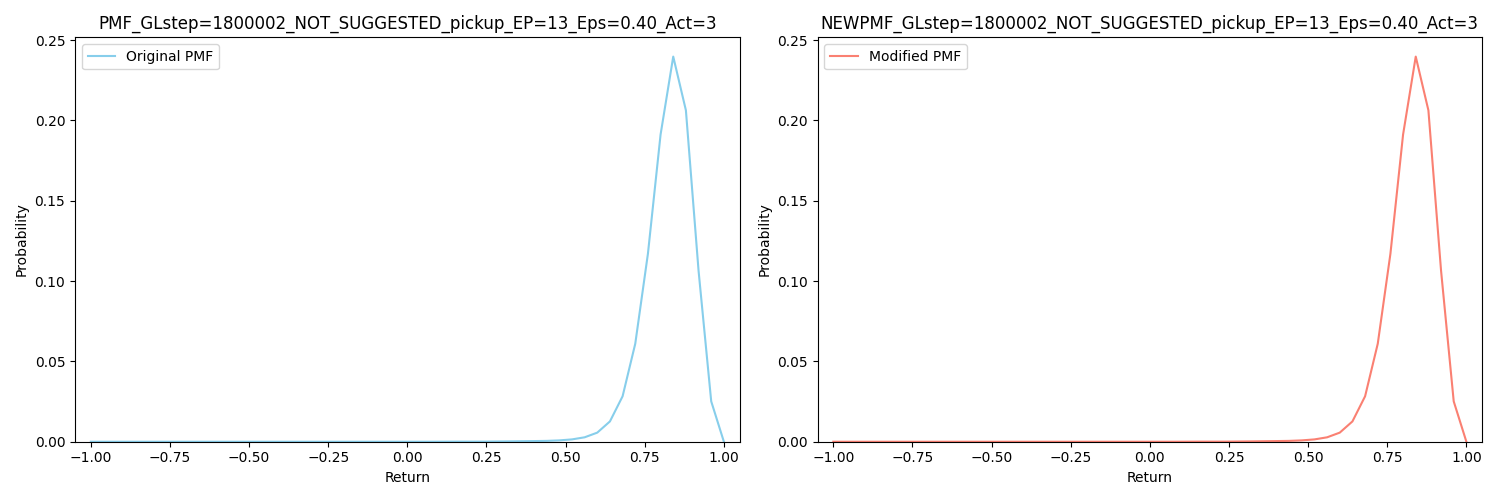 PMF_GLstep=1800002_NOT_SUGGESTED_pickup_EP=13_Eps=0.40_Act=3
Original PMF
0.25
0.20
0.15
0.10
0.05
0.00
Probability
−1.00 −0.75 −0.50 −0.25 0.00 0.25 0.50 0.75 1.00
Return
NEWPMF_GLstep=1800002_NOT_SUGGESTED_pickup_EP=13_Eps=0.40_Act=3
Modified PMF
0.25
0.20
0.15
0.10
0.05
0.00
Probability
−1.00 −0.75 −0.50 −0.25 0.00 0.25 0.50 0.75 1.00
Return